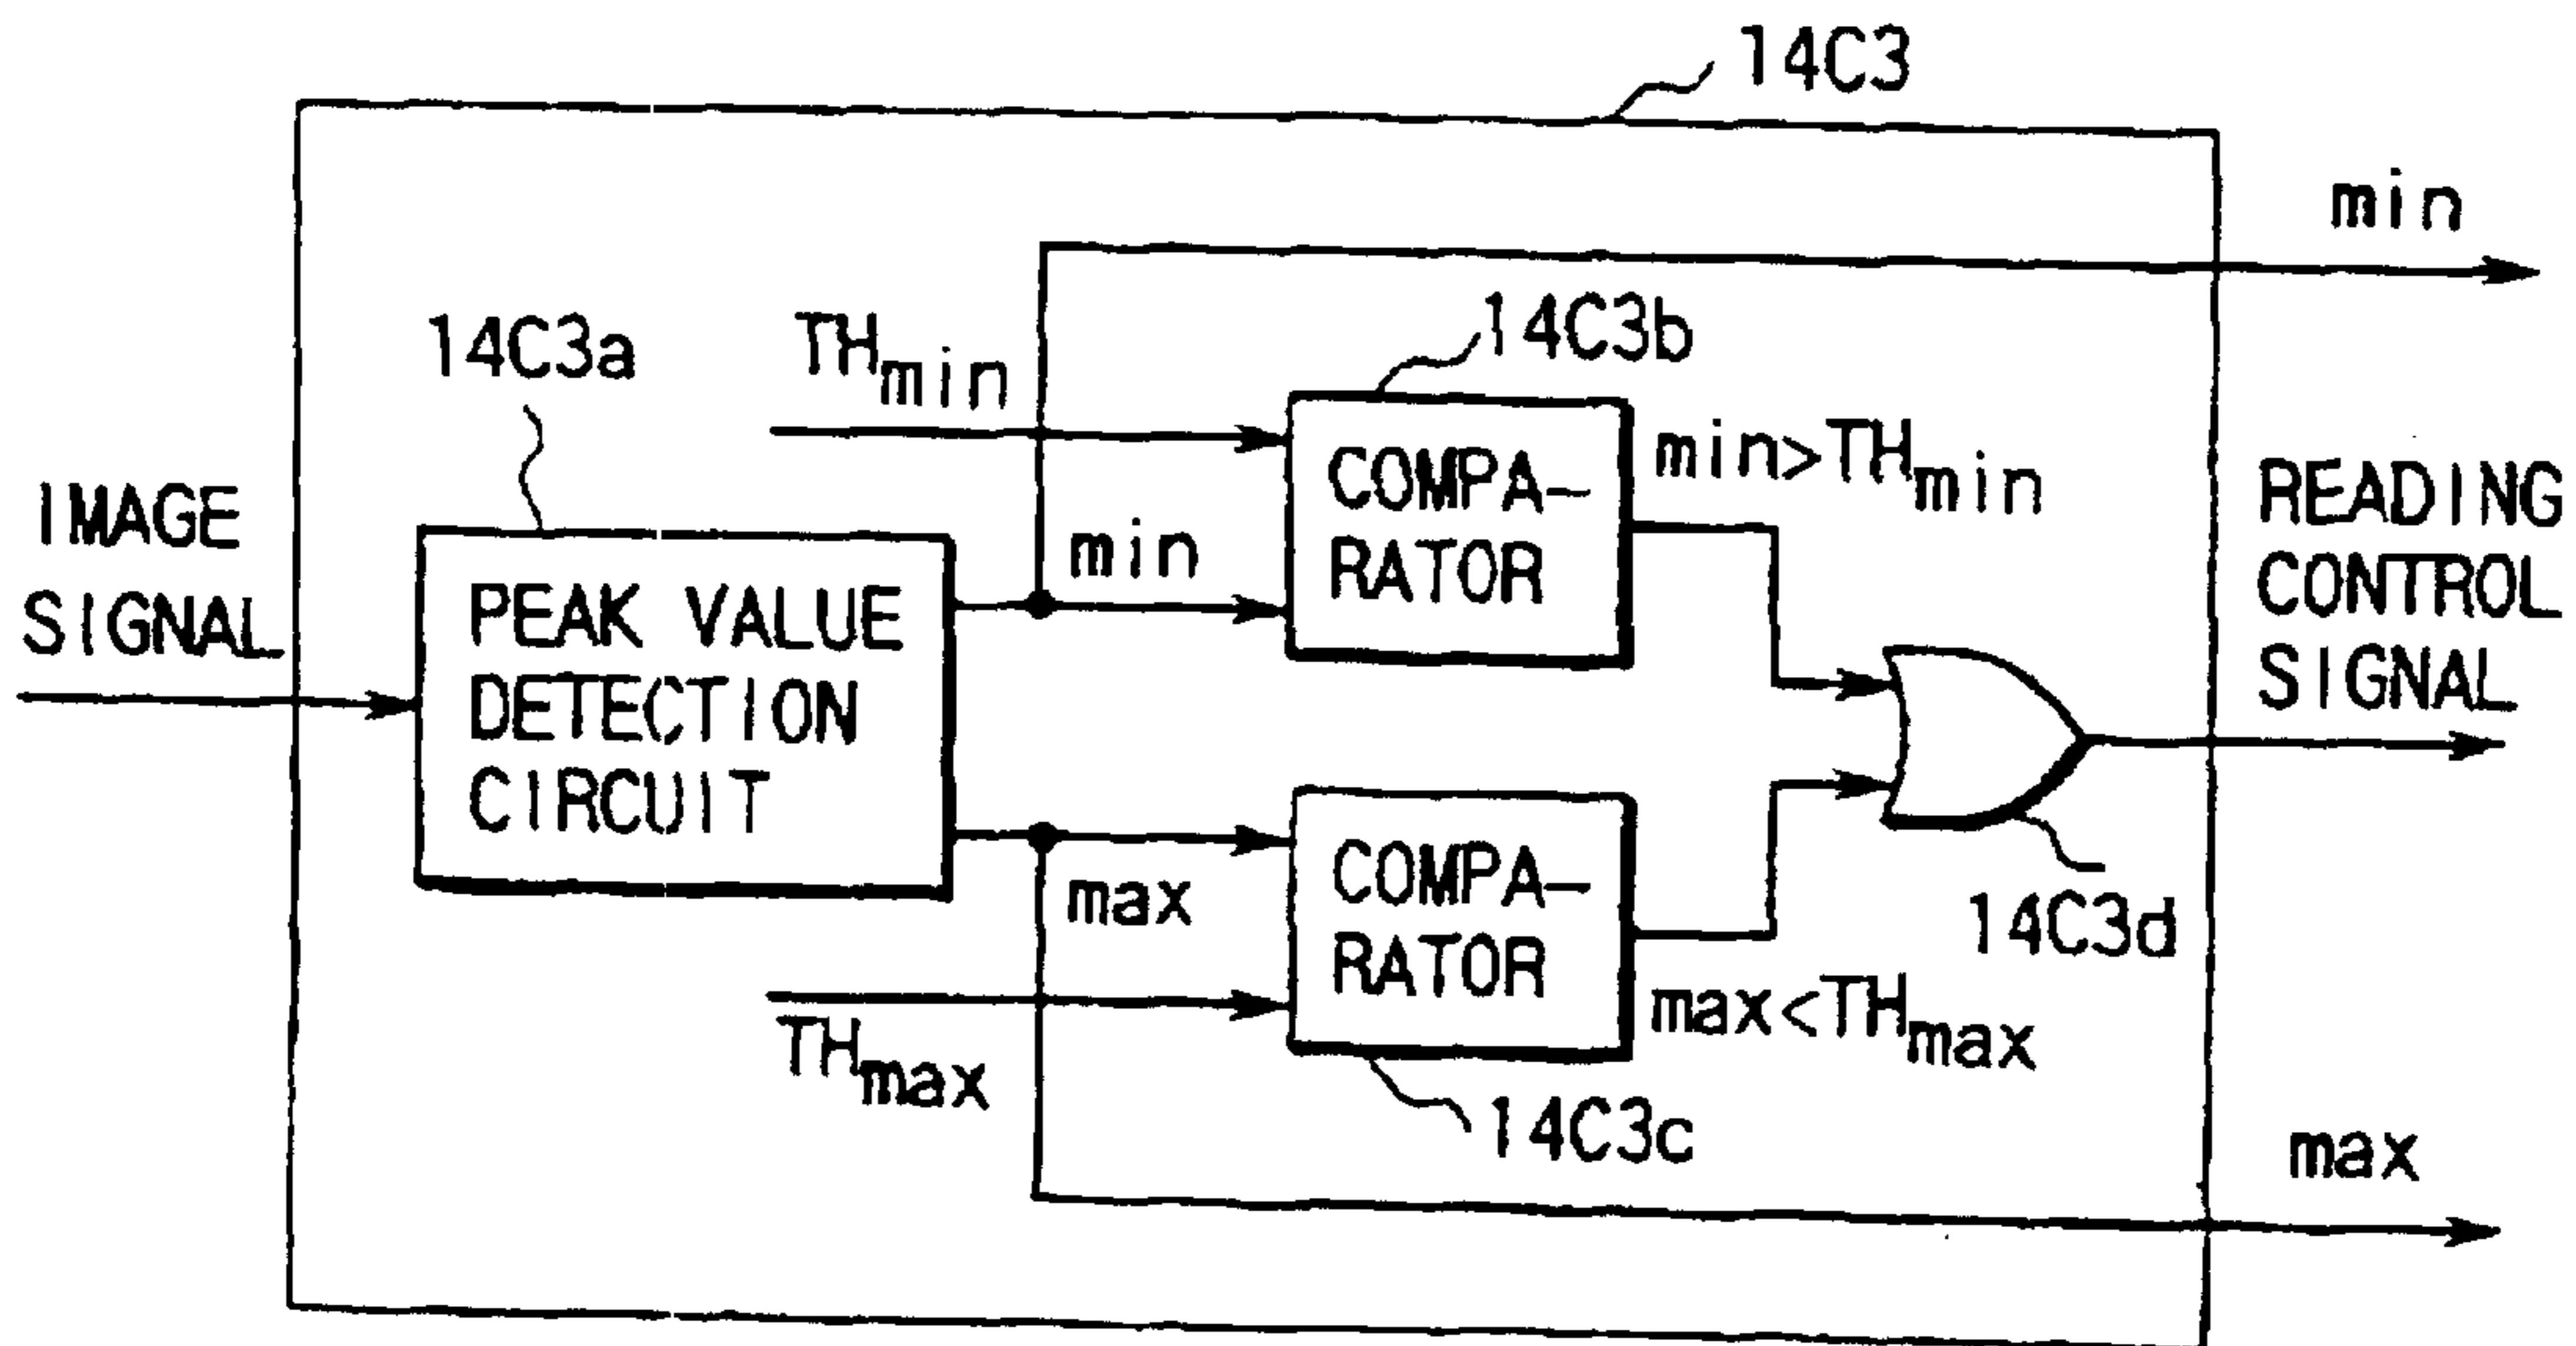 14C3
min
14C3a
THmin
14C3b
IMAGE
SIGNAL
PEAK VALUE
DETECTION
CIRCUIT
min
COMPA-
RATOR
min>THmin
READING
CONTROL
SIGNAL
max
THmax
COMPA-
RATOR
max<THmax
14C3c
14C3d
max